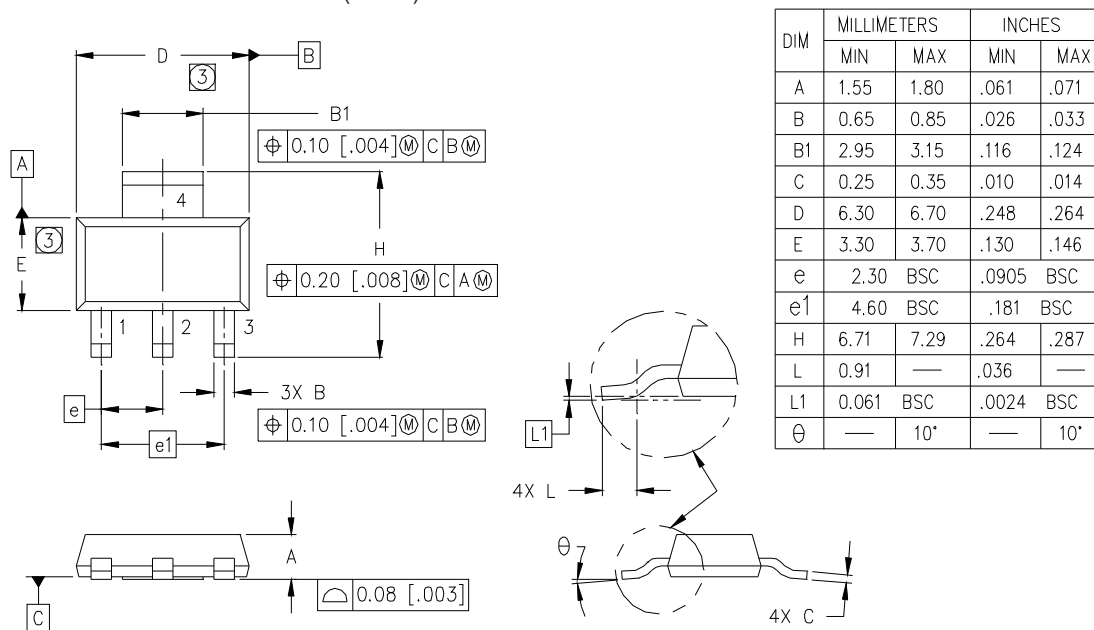 D
B
3
B1
⌖ 0.10 [.004]Ⓜ C BⓂ
A
4
3
E
H
⌖ 0.20 [.008]Ⓜ C AⓂ
1 2 3
e
3X B
e1
⌖ 0.10 [.004]Ⓜ C BⓂ
L1
4X L
A
θ
⌓ 0.08 [.003]
C
4X C
DIM MILLIMETERS INCHES
MIN MAX MIN MAX
A 1.55 1.80 .061 .071
B 0.65 0.85 .026 .033
B1 2.95 3.15 .116 .124
C 0.25 0.35 .010 .014
D 6.30 6.70 .248 .264
E 3.30 3.70 .130 .146
e 2.30 BSC .0905 BSC
e1 4.60 BSC .181 BSC
H 6.71 7.29 .264 .287
L 0.91 — .036 —
L1 0.061 BSC .0024 BSC
θ — 10° — 10°